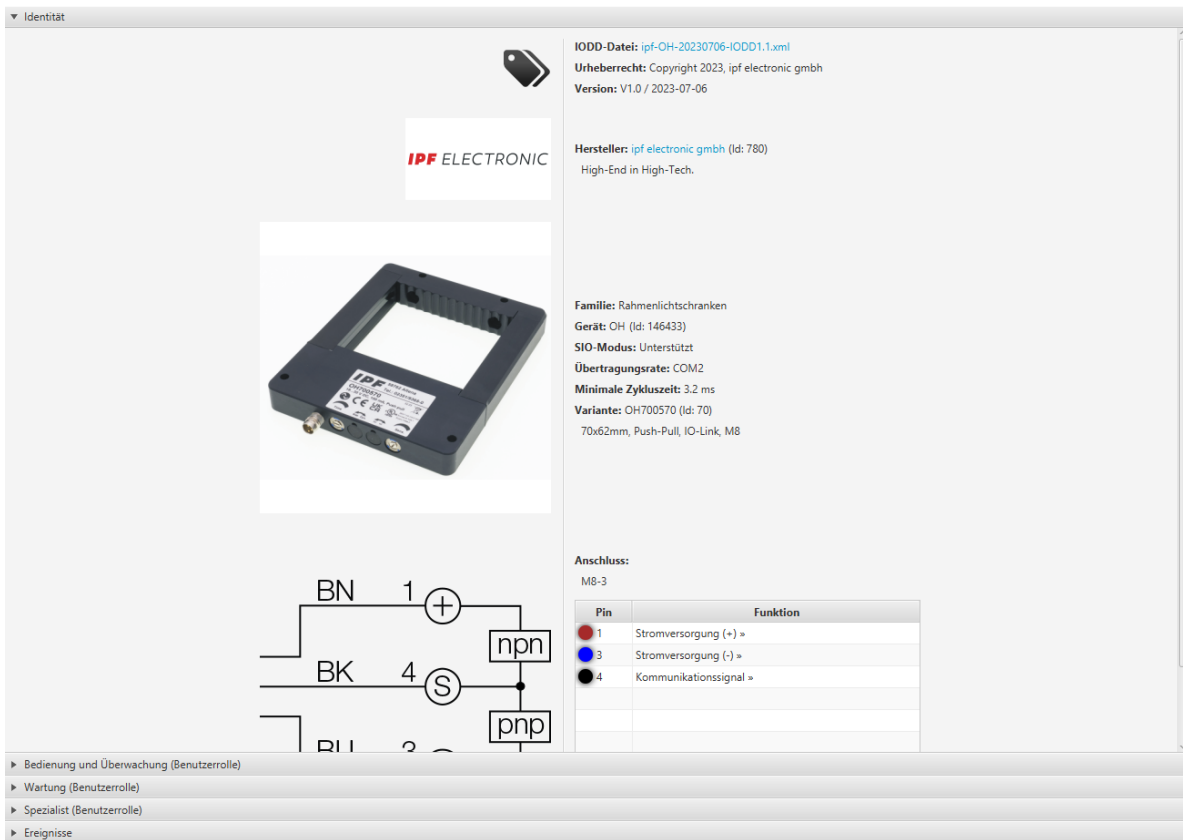 Identität
IODD-Datei: ipf-OH-20230706-IODD1.1.xml
Urheberrecht: Copyright 2023, ipf electronic gmbh
Version: V1.0 / 2023-07-06
IPF ELECTRONIC
Hersteller: ipf electronic gmbh (Id: 780)
High-End in High-Tech.
IPF
OH700570
CE
Familie: Rahmenlichtschranken
Gerät: OH (Id: 146433)
SIO-Modus: Unterstützt
Übertragungsrate: COM2
Minimale Zykluszeit: 3.2 ms
Variante: OH700570 (Id: 70)
70x62mm, Push-Pull, IO-Link, M8
BN 1 +
npn
BK 4 S
pnp
BU 3
Anschluss:
M8-3
Pin Funktion
1 Stromversorgung (+) »
3 Stromversorgung (-) »
4 Kommunikationssignal »
Bedienung und Überwachung (Benutzerrolle)
Wartung (Benutzerrolle)
Spezialist (Benutzerrolle)
Ereignisse